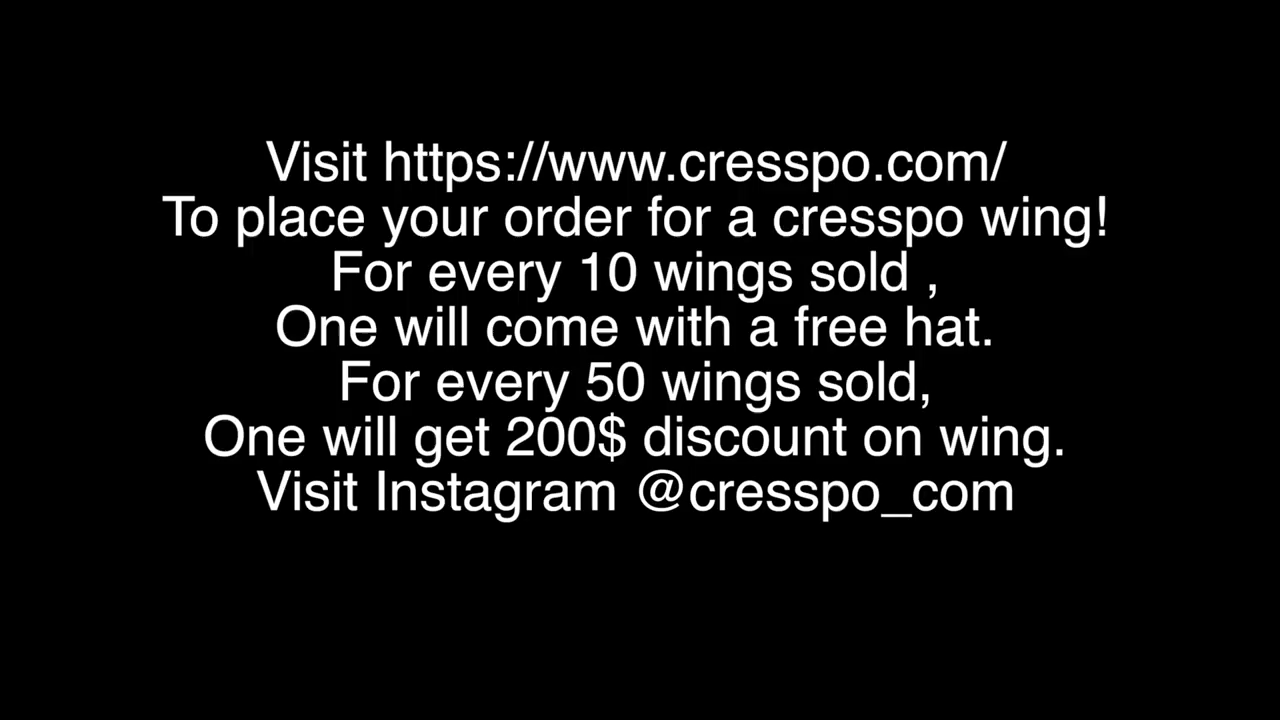 Visit https://www.cresspo.com/
To place your order for a cresspo wing!
For every 10 wings sold ,
One will come with a free hat.
For every 50 wings sold,
One will get 200$ discount on wing.
Visit Instagram @cresspo_com